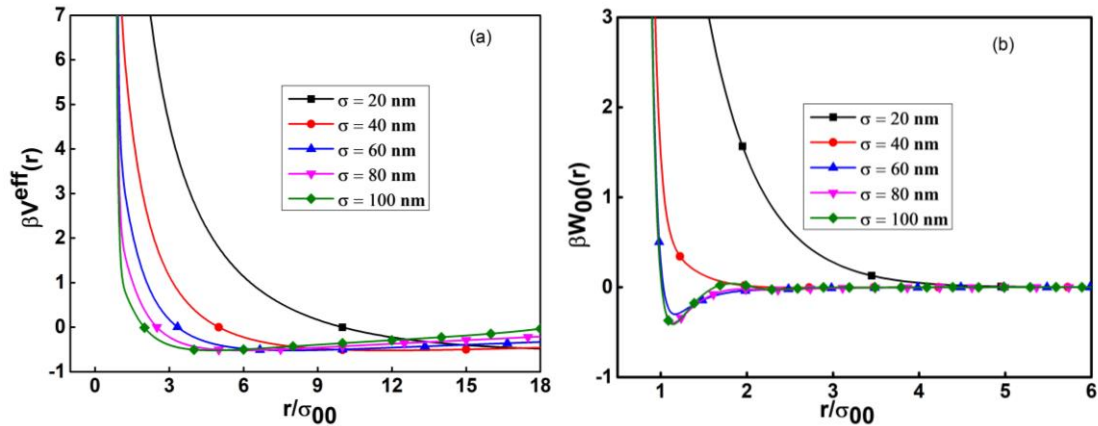 (a)
7
6
5
4
3
2
1
0
-1
βV^eff(r)
σ = 20 nm
σ = 40 nm
σ = 60 nm
σ = 80 nm
σ = 100 nm
0 3 6 9 12 15 18
r/σ₀₀
(b)
3
2
1
0
-1
βW₀₀(r)
σ = 20 nm
σ = 40 nm
σ = 60 nm
σ = 80 nm
σ = 100 nm
1 2 3 4 5 6
r/σ₀₀